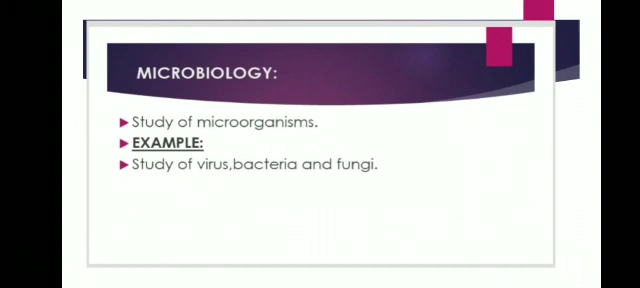 MICROBIOLOGY:
Study of microorganisms.
EXAMPLE:
Study of virus,bacteria and fungi.